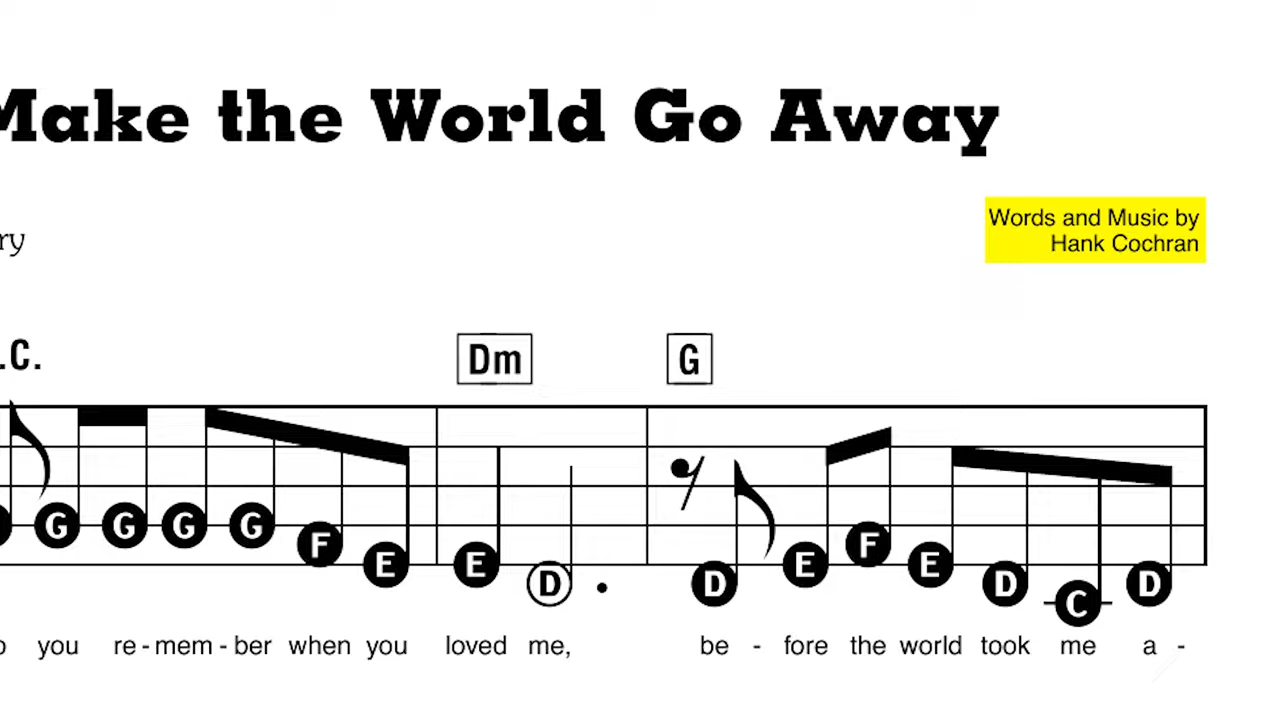 Make the World Go Away
ry
Words and Music by
Hank Cochran
.C. Dm G
G G G G F E E D D E F E D C D
you re - mem - ber when you loved me, be - fore the world took me a -